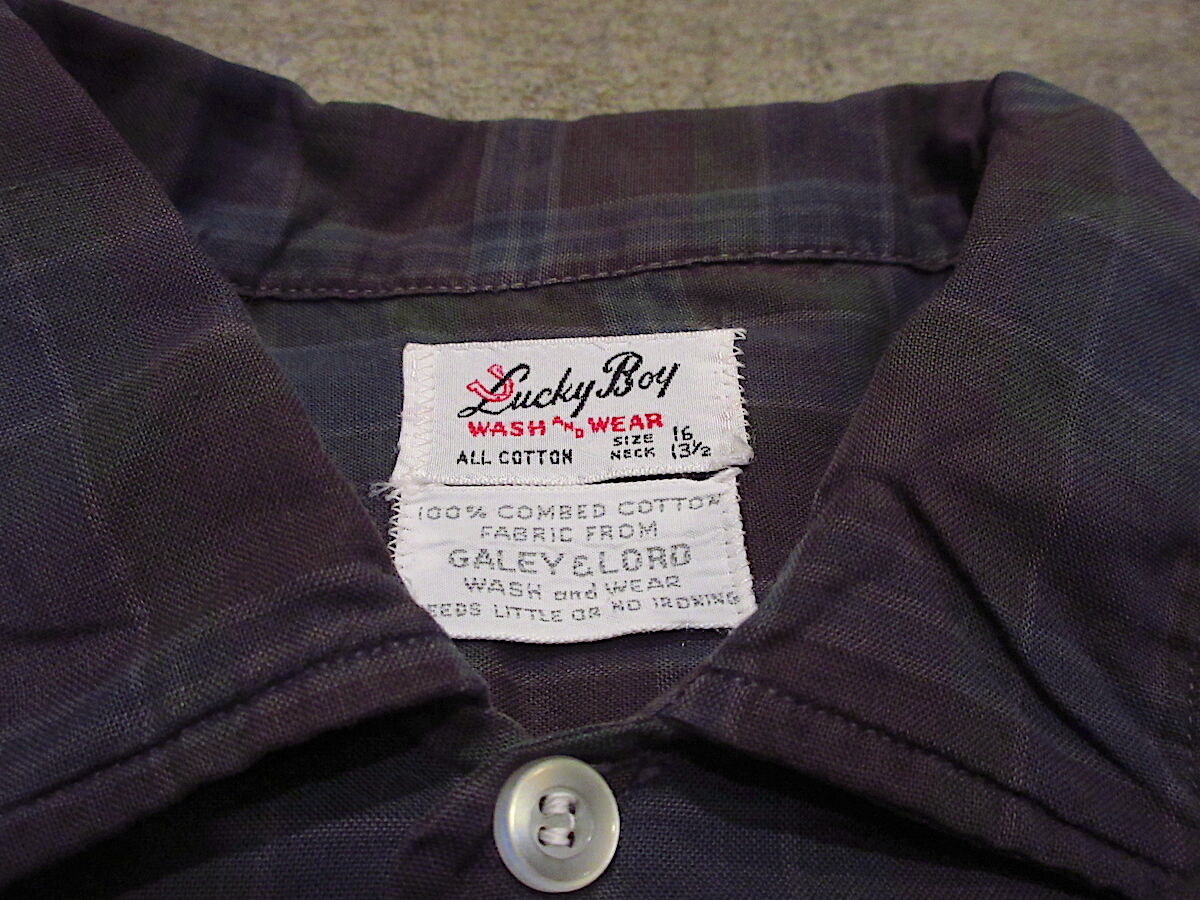 Lucky Boy
WASH AND WEAR
ALL COTTON SIZE 16
NECK 13½
100% COMBED COTTON
FABRIC FROM
GALEY & LORD
WASH and WEAR
EEDS LITTLE OR NO IRONING